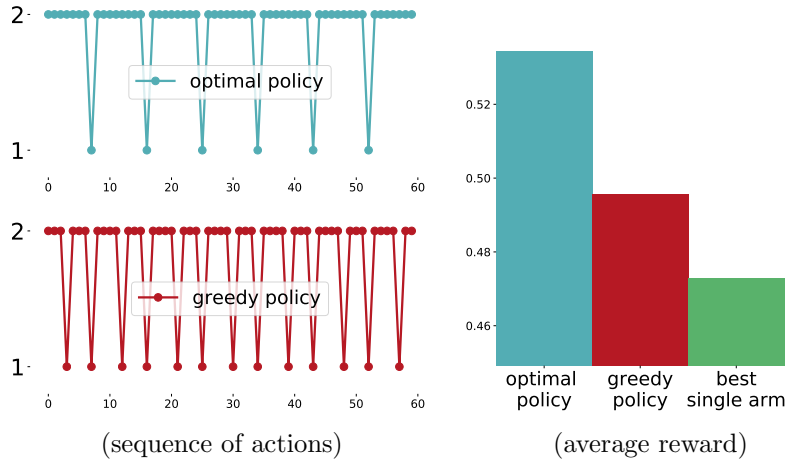 2
optimal policy
1
0 10 20 30 40 50 60
2
greedy policy
1
0 10 20 30 40 50 60
(sequence of actions)
0.52
0.50
0.48
0.46
optimal policy
greedy policy
best single arm
(average reward)